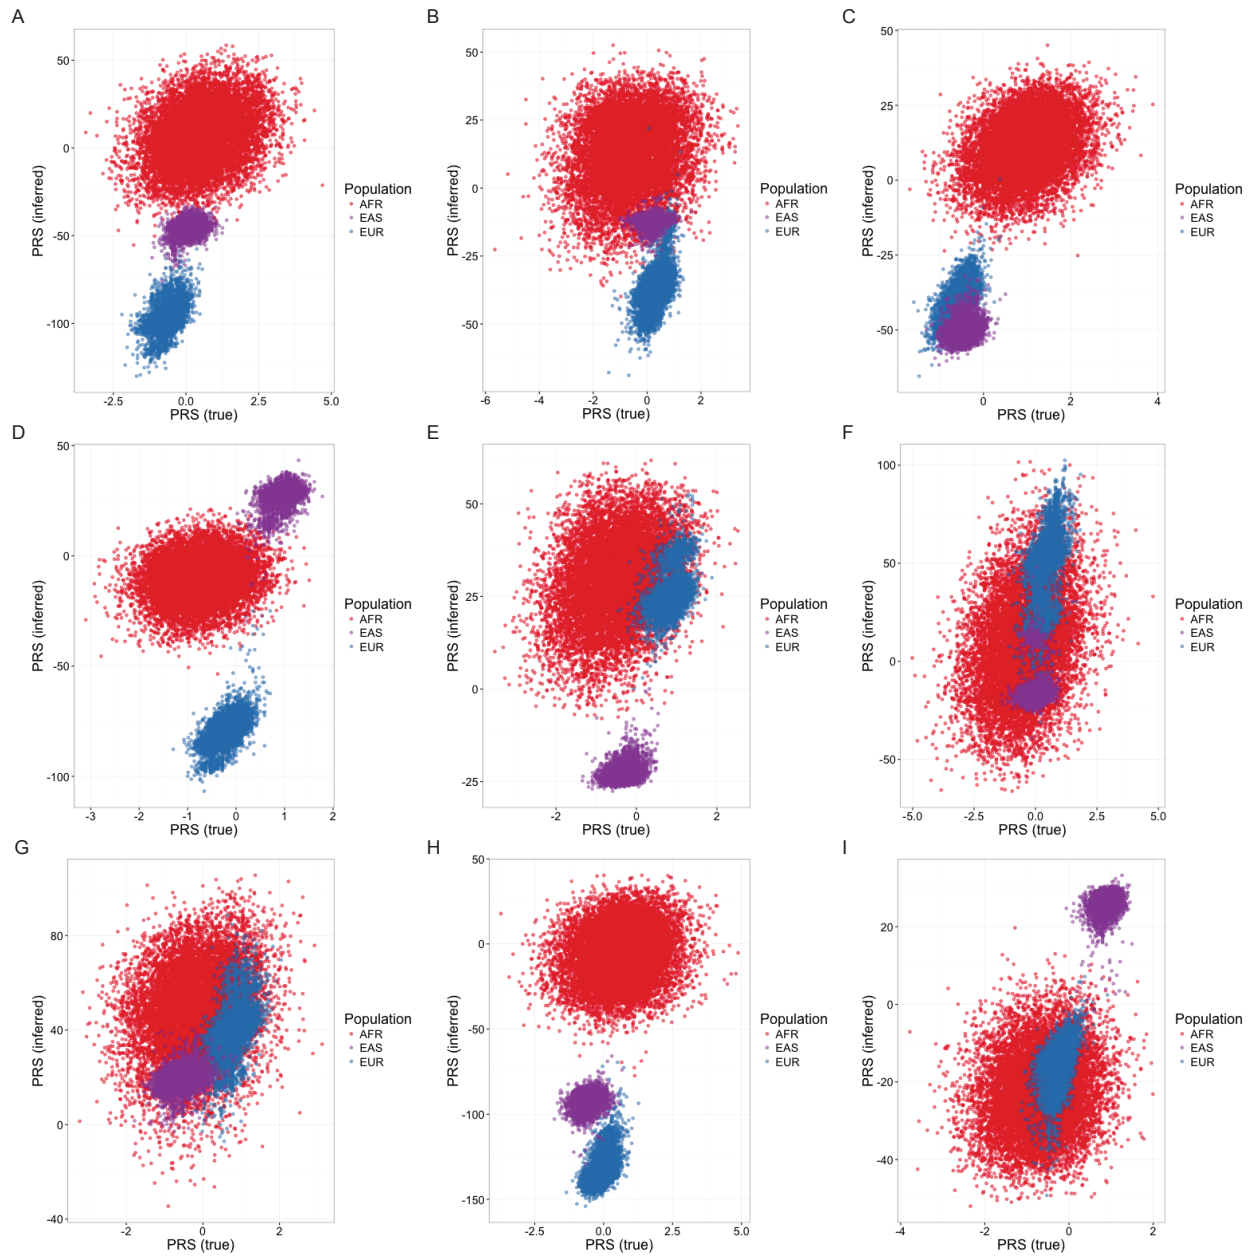 A
PRS (inferred)
50
0
-50
-100
-2.5 0.0 2.5 5.0
PRS (true)
Population
AFR
EAS
EUR
B
PRS (inferred)
50
25
0
-25
-50
-6 -4 -2 0 2
PRS (true)
Population
AFR
EAS
EUR
C
PRS (inferred)
50
25
0
-25
-50
0 2 4
PRS (true)
Population
AFR
EAS
EUR
D
PRS (inferred)
50
0
-50
-100
-3 -2 -1 0 1 2
PRS (true)
Population
AFR
EAS
EUR
E
PRS (inferred)
50
25
0
-25
-2 0 2
PRS (true)
Population
AFR
EAS
EUR
F
PRS (inferred)
100
50
0
-50
-5.0 -2.5 0.0 2.5 5.0
PRS (true)
Population
AFR
EAS
EUR
G
PRS (inferred)
80
40
0
-40
-2 0 2
PRS (true)
Population
AFR
EAS
EUR
H
PRS (inferred)
50
0
-50
-100
-150
-2.5 0.0 2.5 5.0
PRS (true)
Population
AFR
EAS
EUR
I
PRS (inferred)
20
0
-20
-40
-4 -2 0 2
PRS (true)
Population
AFR
EAS
EUR